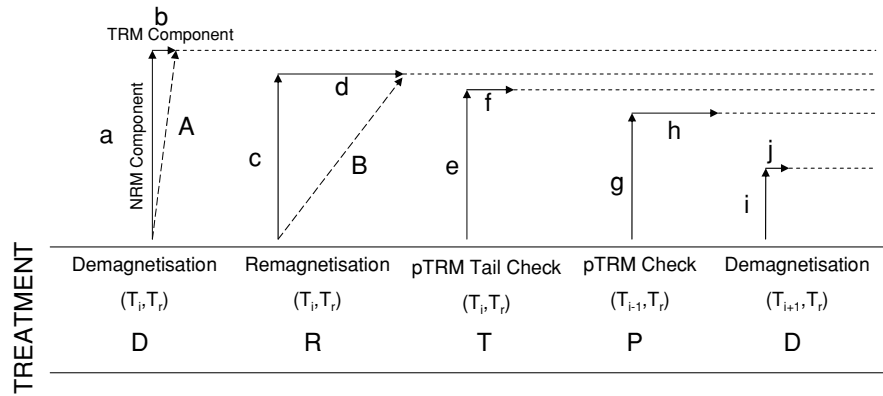 b
TRM Component
a
NRM Component
A
d
c
B
f
e
h
g
j
i
TREATMENT
Demagnetisation Remagnetisation pTRM Tail Check pTRM Check Demagnetisation
(Ti,Tr) (Ti,Tr) (Ti,Tr) (Ti-1,Tr) (Ti+1,Tr)
D R T P D